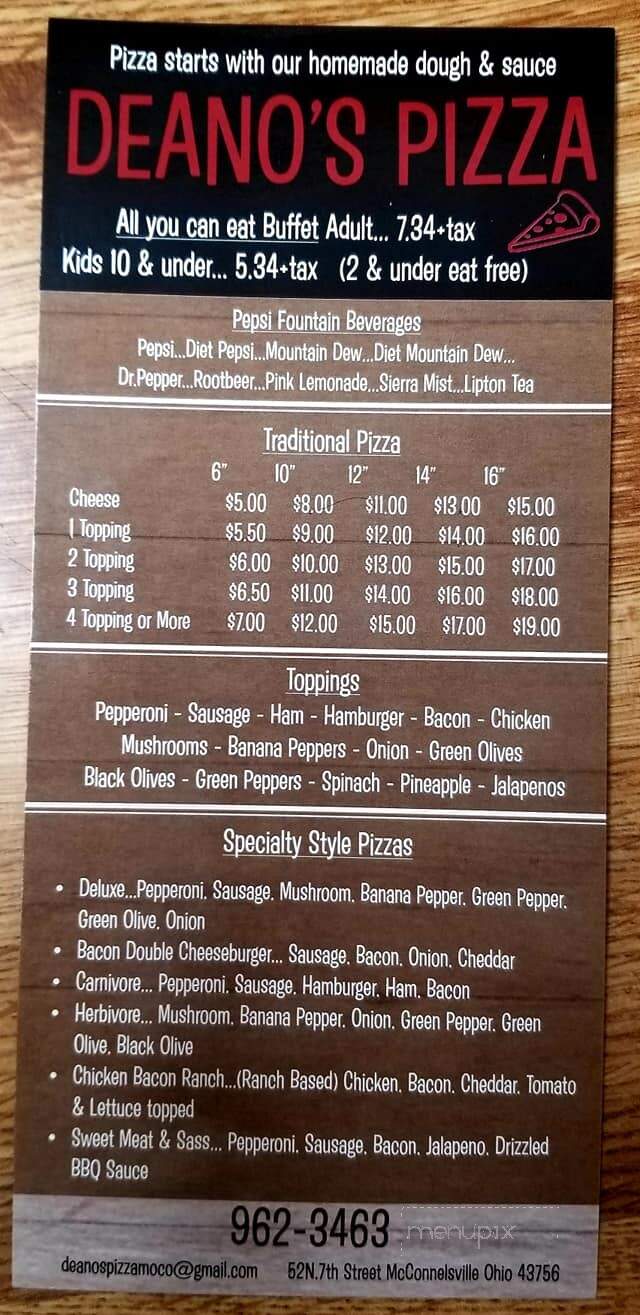 Pizza starts with our homemade dough & sauce
DEANO'S PIZZA
All you can eat Buffet Adult... 7.34+tax
Kids 10 & under... 5.34+tax (2 & under eat free)
Pepsi Fountain Beverages
Pepsi...Diet Pepsi...Mountain Dew...Diet Mountain Dew...
Dr.Pepper...Rootbeer...Pink Lemonade...Sierra Mist...Lipton Tea
Traditional Pizza
6" 10" 12" 14" 16"
Cheese $5.00 $8.00 $11.00 $13.00 $15.00
1 Topping $5.50 $9.00 $12.00 $14.00 $16.00
2 Topping $6.00 $10.00 $13.00 $15.00 $17.00
3 Topping $6.50 $11.00 $14.00 $16.00 $18.00
4 Topping or More $7.00 $12.00 $15.00 $17.00 $19.00
Toppings
Pepperoni - Sausage - Ham - Hamburger - Bacon - Chicken
Mushrooms - Banana Peppers - Onion - Green Olives
Black Olives - Green Peppers - Spinach - Pineapple - Jalapenos
Specialty Style Pizzas
• Deluxe...Pepperoni, Sausage, Mushroom, Banana Pepper, Green Pepper,
Green Olive, Onion
• Bacon Double Cheeseburger... Sausage, Bacon, Onion, Cheddar
• Carnivore... Pepperoni, Sausage, Hamburger, Ham, Bacon
• Herbivore... Mushroom, Banana Pepper, Onion, Green Pepper, Green
Olive, Black Olive
• Chicken Bacon Ranch...(Ranch Based) Chicken, Bacon, Cheddar, Tomato
& Lettuce topped
• Sweet Meat & Sass... Pepperoni, Sausage, Bacon, Jalapeno, Drizzled
BBQ Sauce
962-3463 menupix
deanospizzamoco@gmail.com 52N.7th Street McConnelsville Ohio 43756